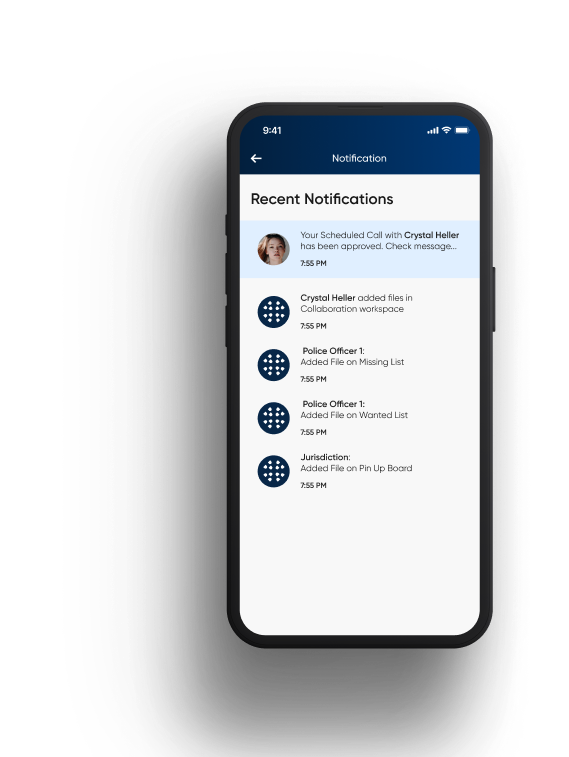 9:41
Notification
Recent Notifications
Your Scheduled Call with Crystal Heller
has been approved. Check message...
7:55 PM
Crystal Heller added files in
Collaboration workspace
7:55 PM
Police Officer 1:
Added File on Missing List
7:55 PM
Police Officer 1:
Added File on Wanted List
7:55 PM
Jurisdiction:
Added File on Pin Up Board
7:55 PM